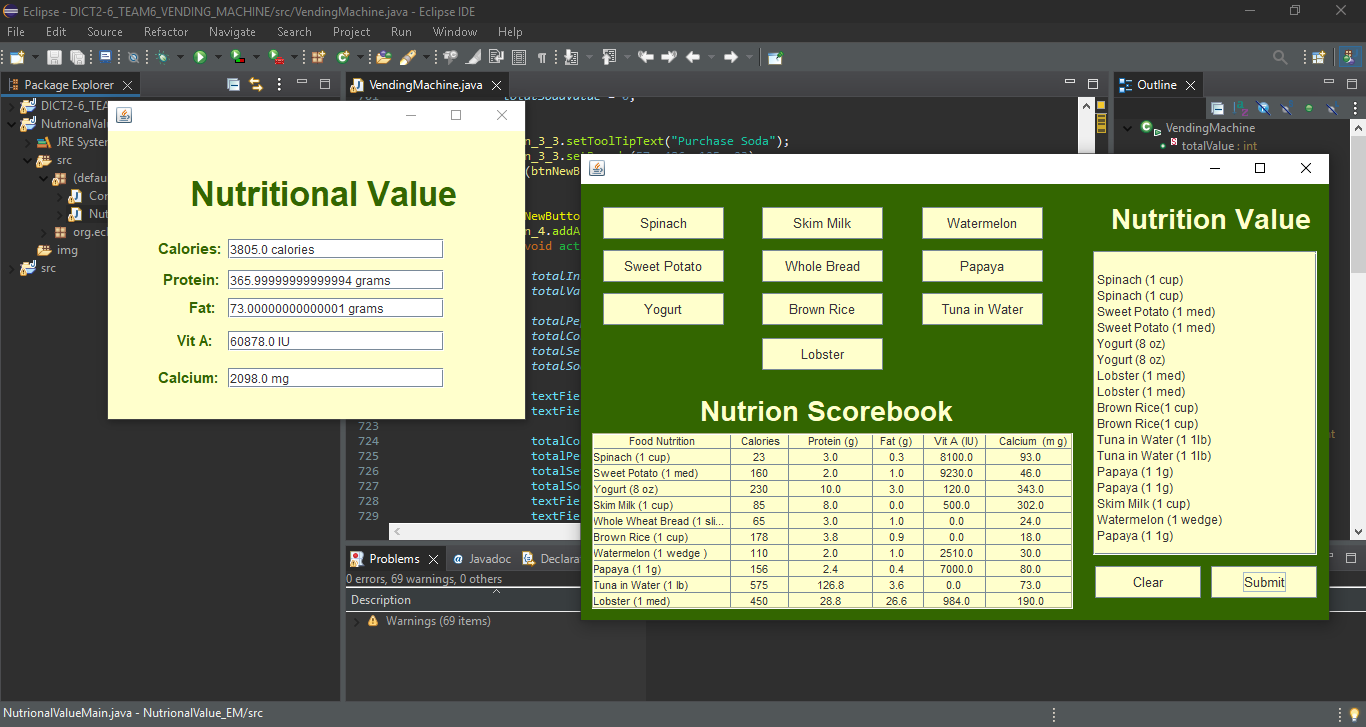 Eclipse - DICT2-6_TEAM6_VENDING_MACHINE/src/VendingMachine.java - Eclipse IDE
File Edit Source Refactor Navigate Search Project Run Window Help
Package Explorer
VendingMachine.java
Outline
DICT2-6_TEA
NutrionalValu
JRE System
src
(defau
Con
Nut
org.ecl
img
src
Nutritional Value
Calories: 3805.0 calories
Protein: 365.99999999999994 grams
Fat: 73.00000000000001 grams
Vit A: 60878.0 IU
Calcium: 2098.0 mg
n_3_3.setToolTipText("Purchase Soda");
(btnNewB
NewButto
n_4.addA
void act
totalIn
totalVa
totalPe
totalCo
totalSe
totalSo
textFie
textFie
723
724 totalCo
725 totalPe
726 totalSe
727 totalSo
728 textFie
729 textFie
VendingMachine
totalValue : int
Spinach Skim Milk Watermelon
Sweet Potato Whole Bread Papaya
Yogurt Brown Rice Tuna in Water
Lobster
Nutrion Scorebook
Food Nutrition Calories Protein (g) Fat (g) Vit A (IU) Calcium (m g)
Spinach (1 cup) 23 3.0 0.3 8100.0 93.0
Sweet Potato (1 med) 160 2.0 1.0 9230.0 46.0
Yogurt (8 oz) 230 10.0 3.0 120.0 343.0
Skim Milk (1 cup) 85 8.0 0.0 500.0 302.0
Whole Wheat Bread (1 sli... 65 3.0 1.0 0.0 24.0
Brown Rice (1 cup) 178 3.8 0.9 0.0 18.0
Watermelon (1 wedge ) 110 2.0 1.0 2510.0 30.0
Papaya (1 1g) 156 2.4 0.4 7000.0 80.0
Tuna in Water (1 lb) 575 126.8 3.6 0.0 73.0
Lobster (1 med) 450 28.8 26.6 984.0 190.0
Nutrition Value
Spinach (1 cup)
Spinach (1 cup)
Sweet Potato (1 med)
Sweet Potato (1 med)
Yogurt (8 oz)
Yogurt (8 oz)
Lobster (1 med)
Lobster (1 med)
Brown Rice(1 cup)
Brown Rice(1 cup)
Tuna in Water (1 1lb)
Tuna in Water (1 1lb)
Papaya (1 1g)
Papaya (1 1g)
Skim Milk (1 cup)
Watermelon (1 wedge)
Papaya (1 1g)
Clear Submit
Problems Javadoc Declara
0 errors, 69 warnings, 0 others
Description
Warnings (69 items)
NutrionalValueMain.java - NutrionalValue_EM/src